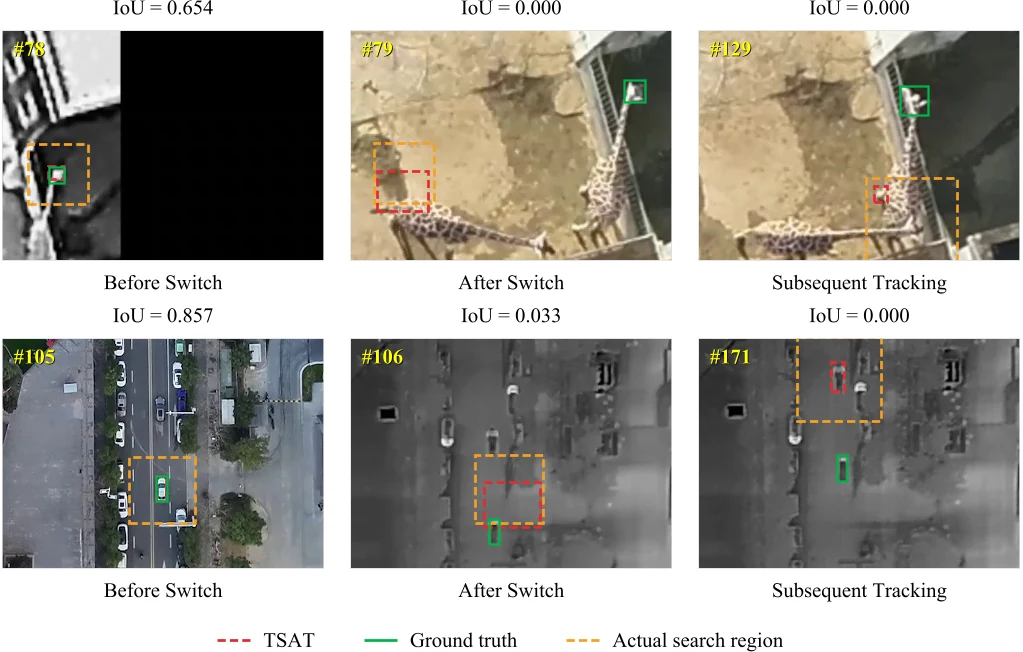 IoU = 0.654 IoU = 0.000 IoU = 0.000
#78 #79 #129
Before Switch After Switch Subsequent Tracking
IoU = 0.857 IoU = 0.033 IoU = 0.000
#105 #106 #171
Before Switch After Switch Subsequent Tracking
TSAT Ground truth Actual search region